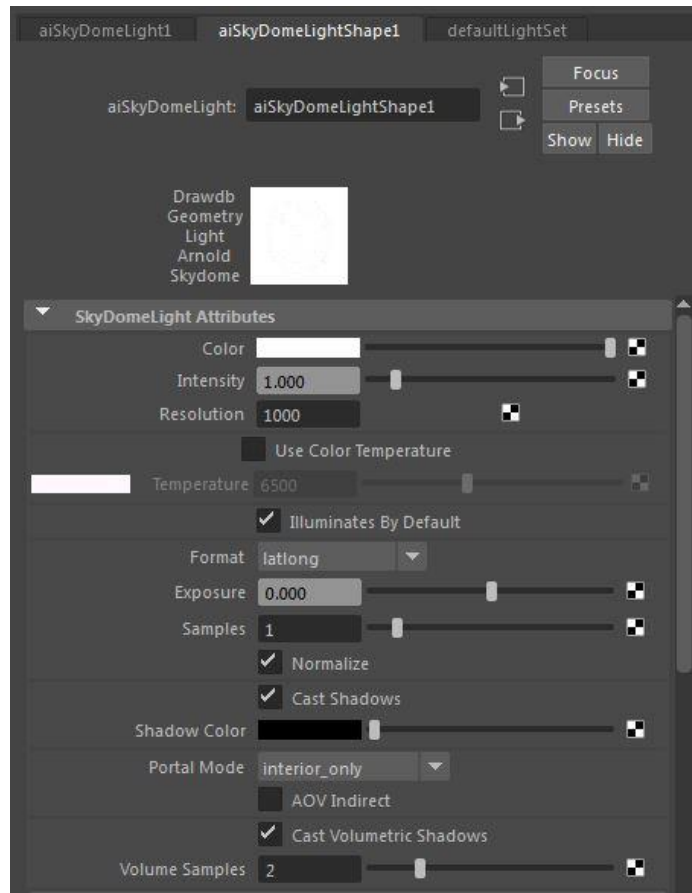 aiSkyDomeLight1 aiSkyDomeLightShape1 defaultLightSet
Focus
aiSkyDomeLight: aiSkyDomeLightShape1 Presets
Show Hide
Drawdb
Geometry
Light
Arnold
Skydome
SkyDomeLight Attributes
Color
Intensity 1.000
Resolution 1000
Use Color Temperature
Temperature 6500
Illuminates By Default
Format latlong
Exposure 0.000
Samples 1
Normalize
Cast Shadows
Shadow Color
Portal Mode interior_only
AOV Indirect
Cast Volumetric Shadows
Volume Samples 2